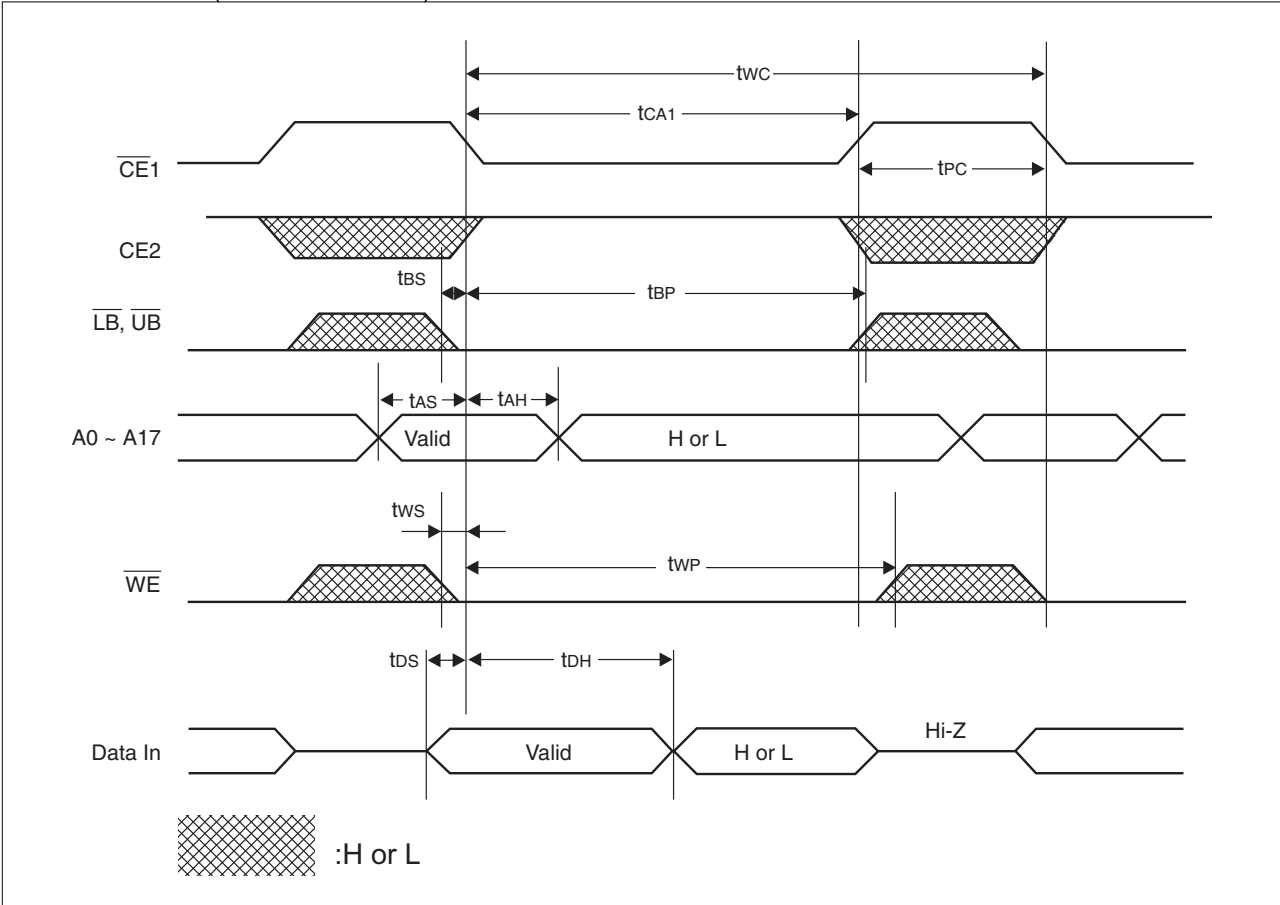 tWC
tCA1
CE1
tPC
CE2
tBS
tBP
LB, UB
tAS
tAH
A0 ~ A17
Valid
H or L
tWS
tWP
WE
tDS
tDH
Hi-Z
Data In
Valid
H or L
:H or L